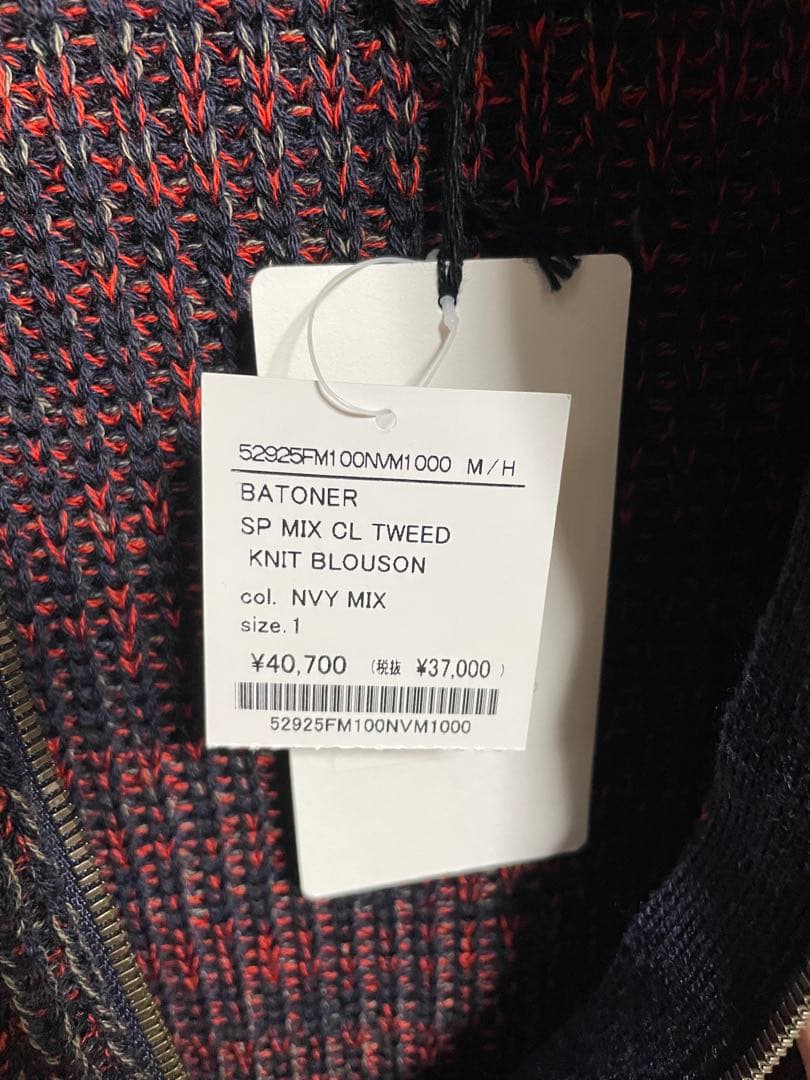 52925FM100NVM1000 M/H
BATONER
SP MIX CL TWEED
KNIT BLOUSON
col. NVY MIX
size.1
¥40,700 (税抜 ¥37,000 )
52925FM100NVM1000